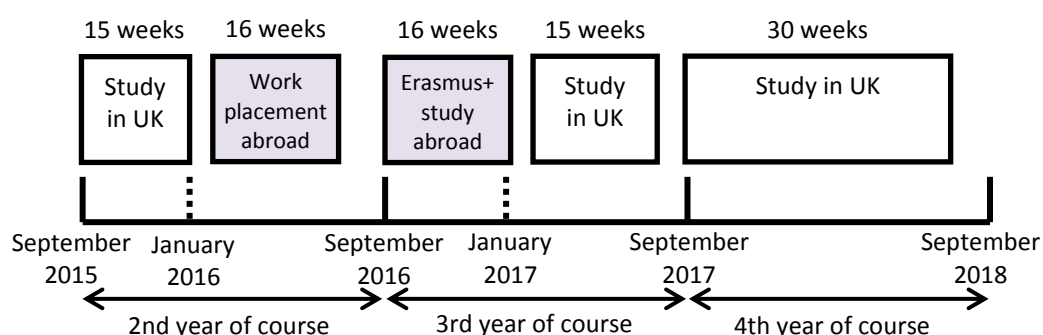 15 weeks
16 weeks
16 weeks
15 weeks
30 weeks
Study
in UK
Work
placement
abroad
Erasmus+
study
abroad
Study
in UK
Study in UK
September
2015
January
2016
September
2016
January
2017
September
2017
September
2018
2nd year of course
3rd year of course
4th year of course